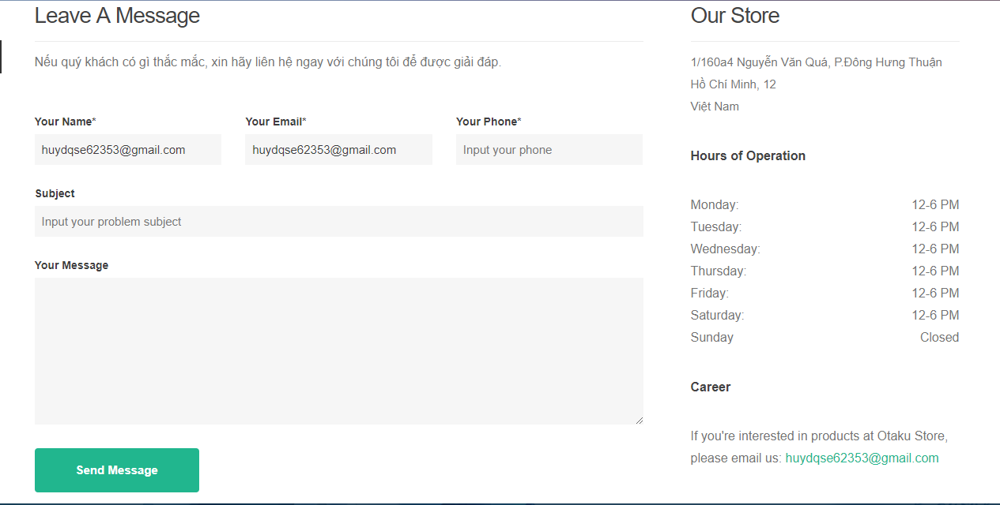 Leave A Message
Nếu quý khách có gì thắc mắc, xin hãy liên hệ ngay với chúng tôi để được giải đáp.
Your Name*
Your Email*
Your Phone*
huydqse62353@gmail.com
huydqse62353@gmail.com
Input your phone
Subject
Input your problem subject
Your Message
Send Message
Our Store
1/160a4 Nguyễn Văn Quá, P.Đông Hưng Thuận
Hồ Chí Minh, 12
Việt Nam
Hours of Operation
Monday: 12-6 PM
Tuesday: 12-6 PM
Wednesday: 12-6 PM
Thursday: 12-6 PM
Friday: 12-6 PM
Saturday: 12-6 PM
Sunday Closed
Career
If you're interested in products at Otaku Store,
please email us: huydqse62353@gmail.com